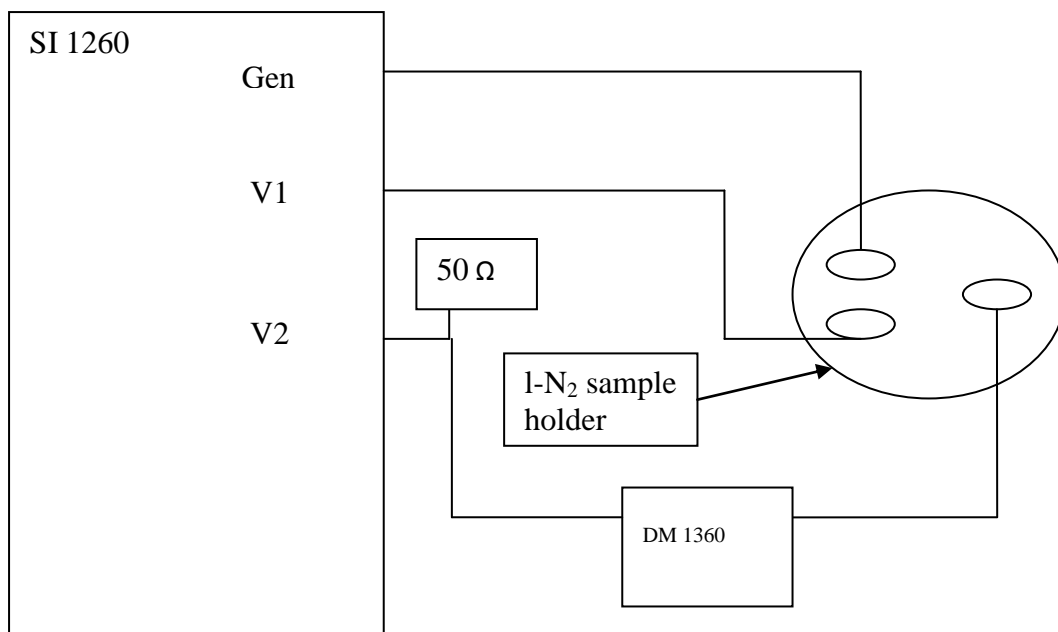 SI 1260
Gen
V1
50 Ω
V2
l-N₂ sample
holder
DM 1360